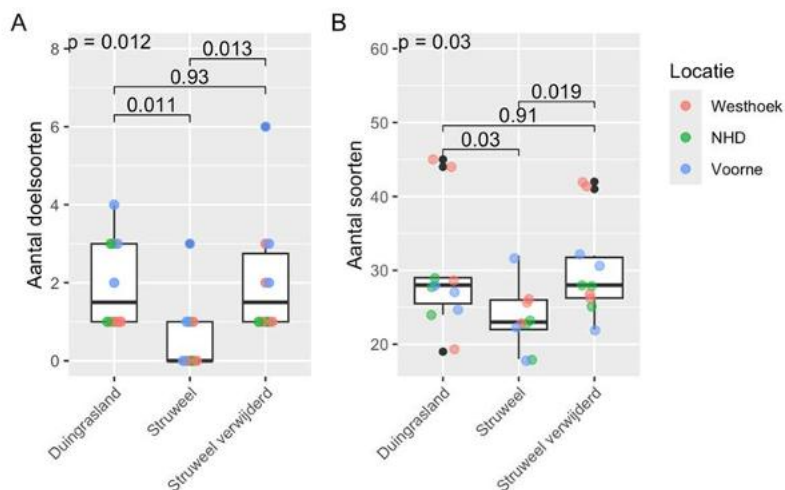 A
p = 0.012
0.013
0.93
0.011
8
6
4
2
0
Aantal doelsoorten
Duingrasland
Struweel
Struweel verwijderd
B
p = 0.03
0.019
0.91
0.03
60
50
40
30
20
Aantal soorten
Duingrasland
Struweel
Struweel verwijderd
Locatie
Westhoek
NHD
Voorne